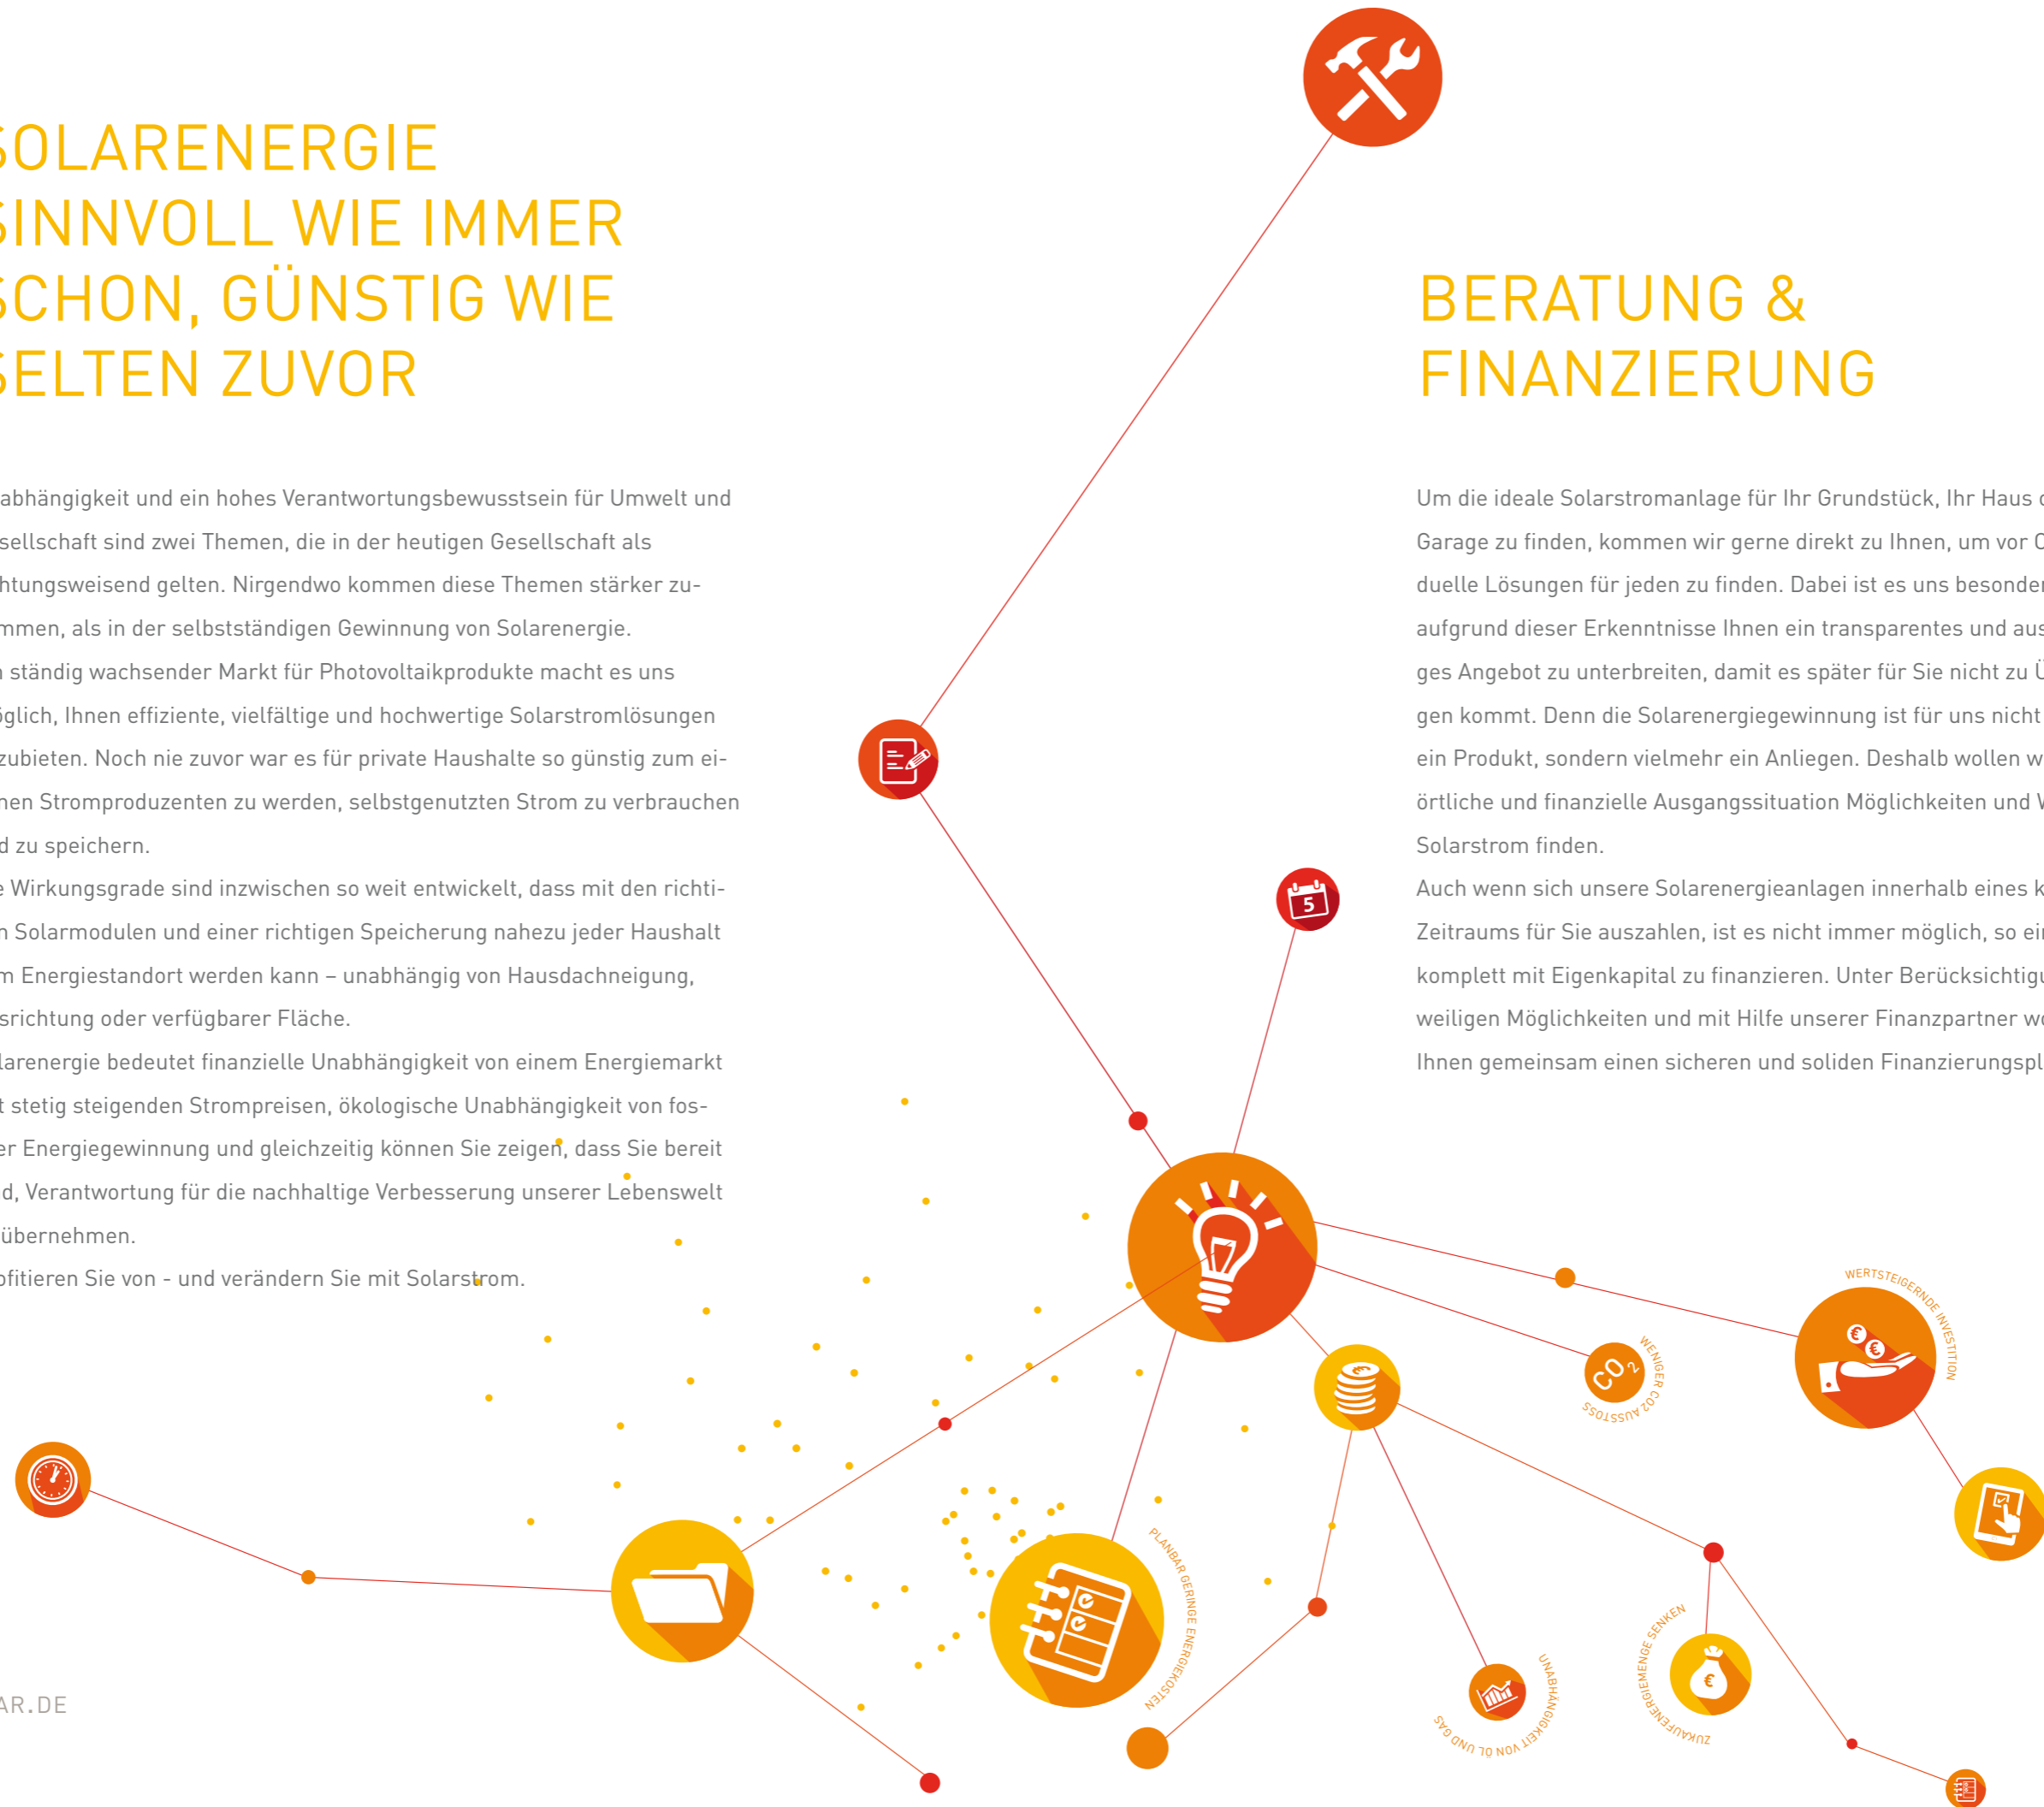 SOLARENERGIE
SINNVOLL WIE IMMER
SCHON, GÜNSTIG WIE
SELTEN ZUVOR
abhängigkeit und ein hohes Verantwortungsbewusstsein für Umwelt und
sellschaft sind zwei Themen, die in der heutigen Gesellschaft als
htungsweisend gelten. Nirgendwo kommen diese Themen stärker zu-
mmen, als in der selbstständigen Gewinnung von Solarenergie.
n ständig wachsender Markt für Photovoltaikprodukte macht es uns
öglich, Ihnen effiziente, vielfältige und hochwertige Solarstromlösungen
zubieten. Noch nie zuvor war es für private Haushalte so günstig zum ei-
nen Stromproduzenten zu werden, selbstgenutzten Strom zu verbrauchen
d zu speichern.
e Wirkungsgrade sind inzwischen so weit entwickelt, dass mit den richti-
n Solarmodulen und einer richtigen Speicherung nahezu jeder Haushalt
m Energiestandort werden kann – unabhängig von Hausdachneigung,
srichtung oder verfügbarer Fläche.
larenergie bedeutet finanzielle Unabhängigkeit von einem Energiemarkt
t stetig steigenden Strompreisen, ökologische Unabhängigkeit von fos-
er Energiegewinnung und gleichzeitig können Sie zeigen, dass Sie bereit
d, Verantwortung für die nachhaltige Verbesserung unserer Lebenswelt
übernehmen.
ofitieren Sie von - und verändern Sie mit Solarstrom.
BERATUNG &
FINANZIERUNG
Um die ideale Solarstromanlage für Ihr Grundstück, Ihr Haus o
Garage zu finden, kommen wir gerne direkt zu Ihnen, um vor O
duelle Lösungen für jeden zu finden. Dabei ist es uns besonder
aufgrund dieser Erkenntnisse Ihnen ein transparentes und aus
ges Angebot zu unterbreiten, damit es später für Sie nicht zu Ü
gen kommt. Denn die Solarenergiegewinnung ist für uns nicht
ein Produkt, sondern vielmehr ein Anliegen. Deshalb wollen w
örtliche und finanzielle Ausgangssituation Möglichkeiten und W
Solarstrom finden.
Auch wenn sich unsere Solarenergieanlagen innerhalb eines k
Zeitraums für Sie auszahlen, ist es nicht immer möglich, so ein
komplett mit Eigenkapital zu finanzieren. Unter Berücksichtigu
weiligen Möglichkeiten und mit Hilfe unserer Finanzpartner wo
Ihnen gemeinsam einen sicheren und soliden Finanzierungspl
5
WERTSTEIGERNDE INVESTITION
CO2
WENIGER CO2 AUSSTOSS
PLANBAR GERINGE ENERGIEKOSTEN
UNABHÄNGIGKEIT VON ÖL UND GAS
ZUKAUFENERGIEMENGE SENKEN
AR.DE